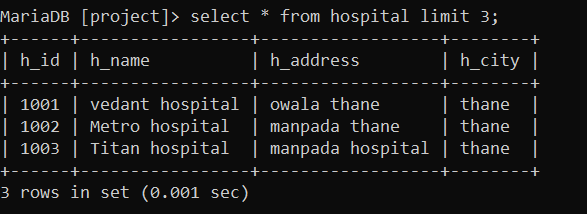 MariaDB [project]> select * from hospital limit 3;
+------+-----------------+------------------+--------+
| h_id | h_name          | h_address        | h_city |
+------+-----------------+------------------+--------+
| 1001 | vedant hospital | owala thane      | thane  |
| 1002 | Metro hospital  | manpada thane    | thane  |
| 1003 | Titan hospital  | manpada hospital | thane  |
+------+-----------------+------------------+--------+
3 rows in set (0.001 sec)